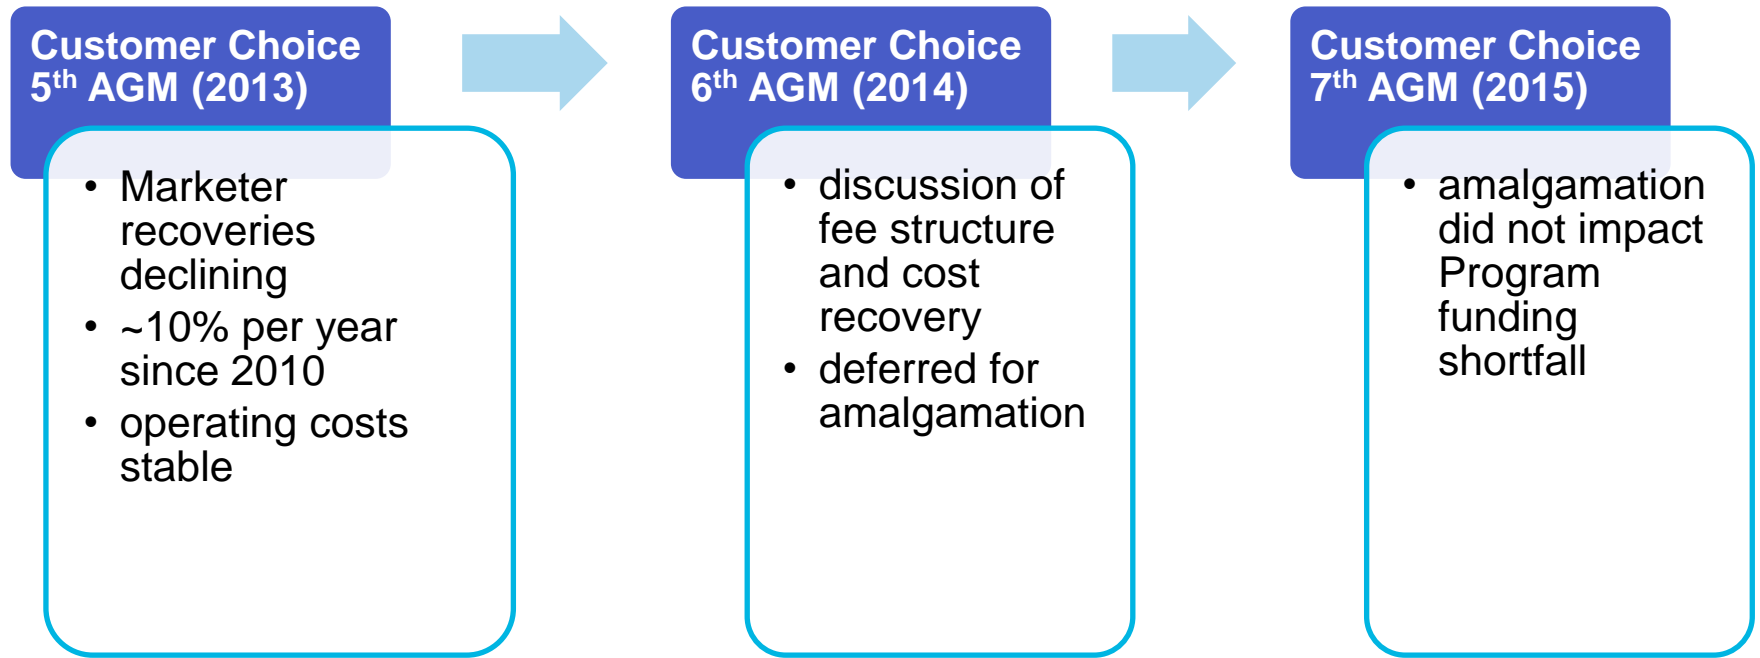 Customer Choice
5th AGM (2013)
• Marketer
recoveries
declining
• ~10% per year
since 2010
• operating costs
stable
Customer Choice
6th AGM (2014)
• discussion of
fee structure
and cost
recovery
• deferred for
amalgamation
Customer Choice
7th AGM (2015)
• amalgamation
did not impact
Program
funding
shortfall